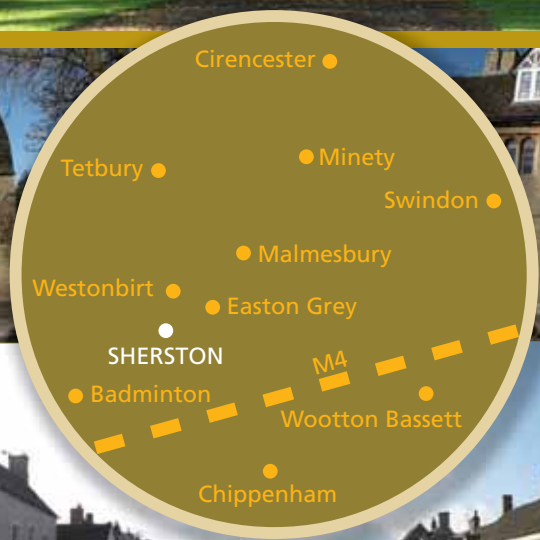 Cirencester
Minety
Tetbury
Swindon
Malmesbury
Westonbirt
Easton Grey
SHERSTON
M4
Badminton
Wootton Bassett
Chippenham